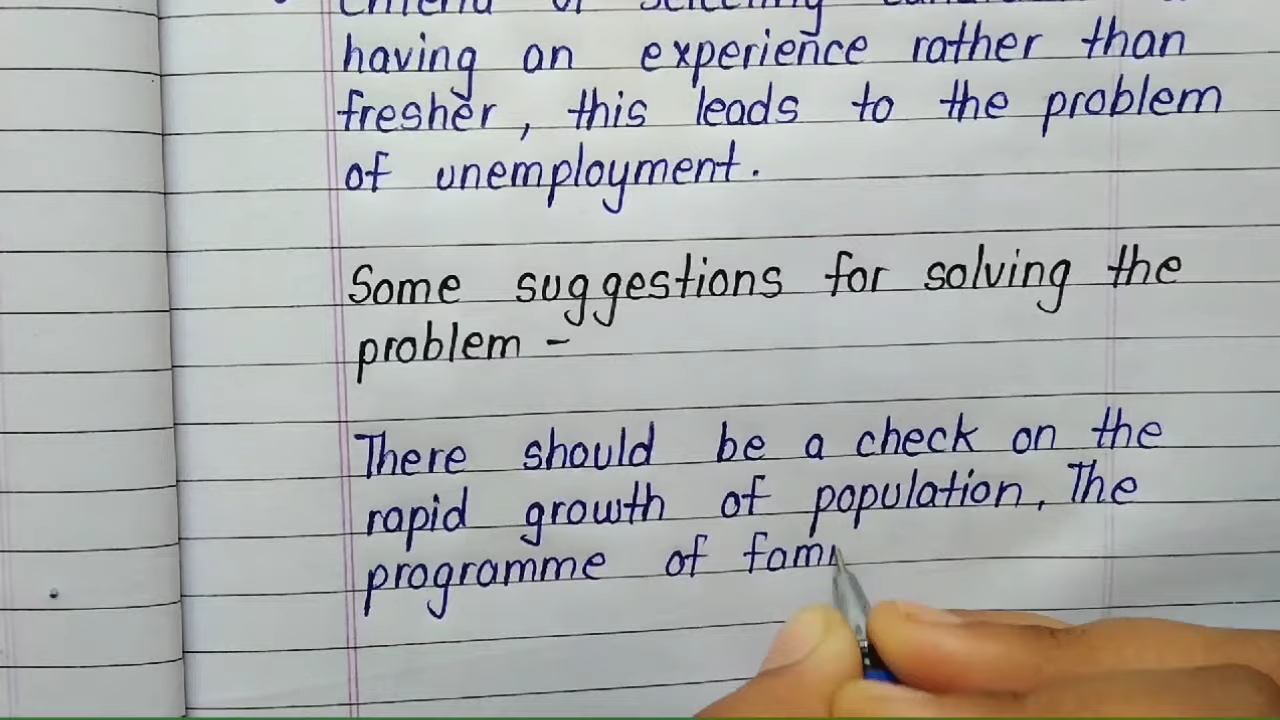 having an experience rather than
fresher, this leads to the problem
of unemployment.
Some suggestions for solving the
problem -
There should be a check on the
rapid growth of population, The
programme of fam